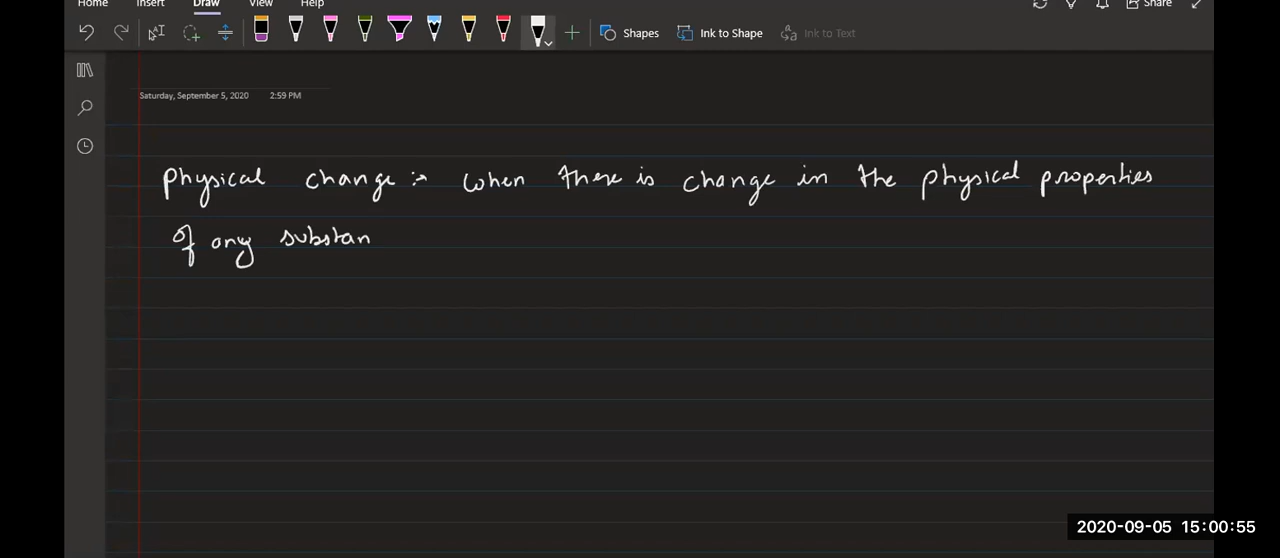 Home Insert Draw View Help
Share
Shapes Ink to Shape Ink to Text
Saturday, September 5, 2020 2:59 PM
Physical change :- when there is change in the physical properties
of any substan
2020-09-05 15:00:55